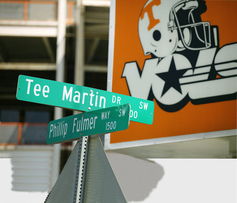 VOLS
Tee Martin DR SW
Phillip Fulmer WAY SW
1500